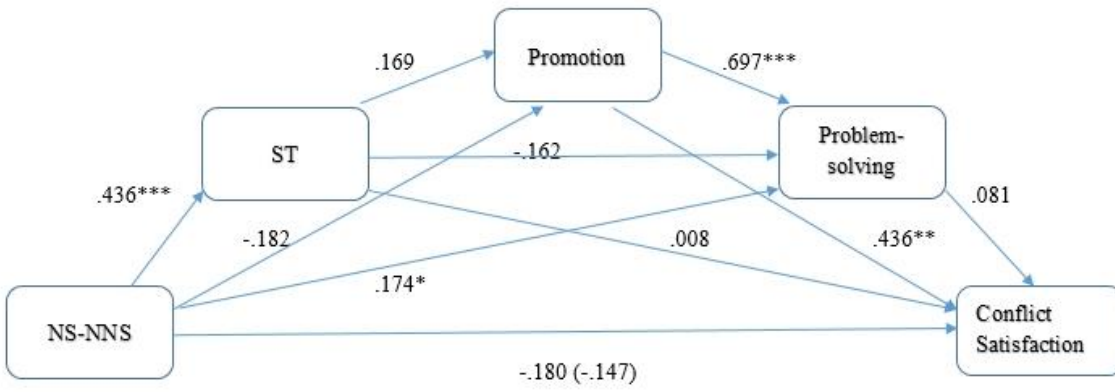 Promotion
.169
.697***
ST
Problem-
solving
-.162
.436***
.081
-.182
.008
.436**
.174*
NS-NNS
Conflict
Satisfaction
-.180 (-.147)